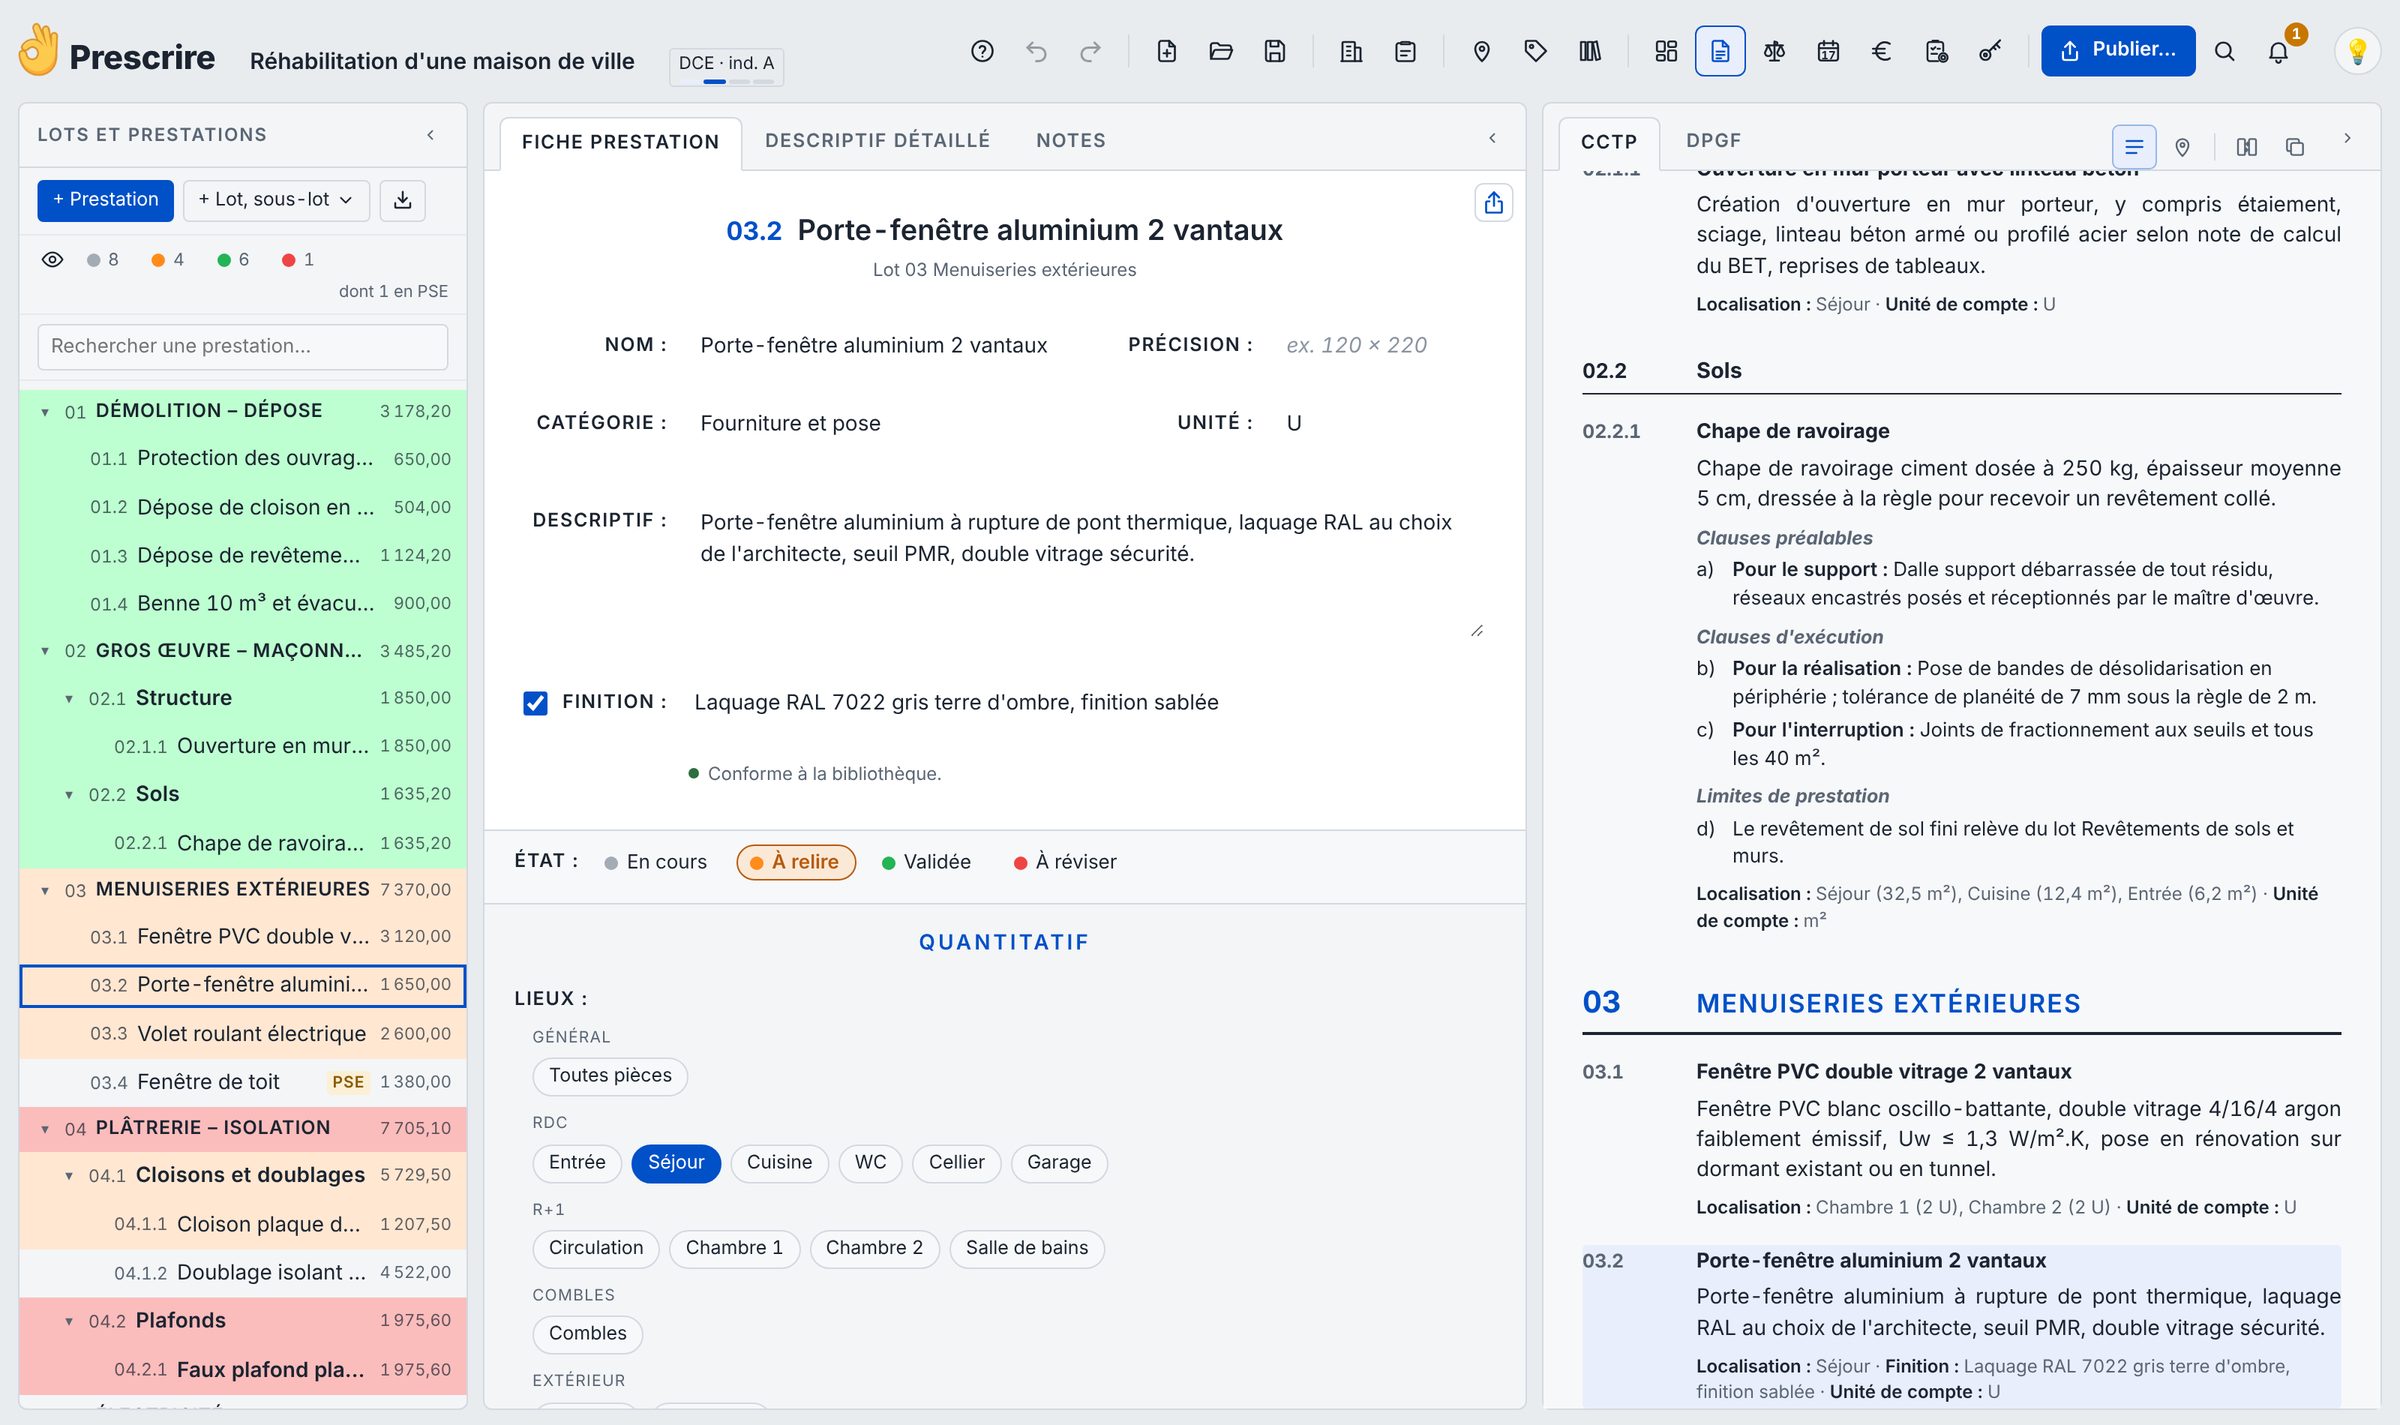 Prescrire
Réhabilitation d'une maison de ville
DCE · ind. A
17
Publier...
1
LOTS ET PRESTATIONS
+ Prestation
+ Lot, sous-lot
8
4
6
1
dont 1 en PSE
Rechercher une prestation...
01 DÉMOLITION – DÉPOSE 3 178,20
01.1 Protection des ouvrag... 650,00
01.2 Dépose de cloison en ... 504,00
01.3 Dépose de revêteme... 1 124,20
01.4 Benne 10 m³ et évacu... 900,00
02 GROS ŒUVRE – MAÇONN... 3 485,20
02.1 Structure 1 850,00
02.1.1 Ouverture en mur... 1 850,00
02.2 Sols 1 635,20
02.2.1 Chape de ravoira... 1 635,20
03 MENUISERIES EXTÉRIEURES 7 370,00
03.1 Fenêtre PVC double v... 3 120,00
03.2 Porte-fenêtre alumini... 1 650,00
03.3 Volet roulant électrique 2 600,00
03.4 Fenêtre de toit PSE 1 380,00
04 PLÂTRERIE – ISOLATION 7 705,10
04.1 Cloisons et doublages 5 729,50
04.1.1 Cloison plaque d... 1 207,50
04.1.2 Doublage isolant ... 4 522,00
04.2 Plafonds 1 975,60
04.2.1 Faux plafond pla... 1 975,60
FICHE PRESTATION
DESCRIPTIF DÉTAILLÉ
NOTES
03.2 Porte-fenêtre aluminium 2 vantaux
Lot 03 Menuiseries extérieures
NOM : Porte-fenêtre aluminium 2 vantaux
PRÉCISION : ex. 120 × 220
CATÉGORIE : Fourniture et pose
UNITÉ : U
DESCRIPTIF : Porte-fenêtre aluminium à rupture de pont thermique, laquage RAL au choix
de l'architecte, seuil PMR, double vitrage sécurité.
FINITION : Laquage RAL 7022 gris terre d'ombre, finition sablée
Conforme à la bibliothèque.
ÉTAT : En cours À relire Validée À réviser
QUANTITATIF
LIEUX :
GÉNÉRAL
Toutes pièces
RDC
Entrée Séjour Cuisine WC Cellier Garage
R+1
Circulation Chambre 1 Chambre 2 Salle de bains
COMBLES
Combles
EXTÉRIEUR
CCTP
DPGF
02.1.1 Ouverture en mur porteur avec linteau béton
Création d'ouverture en mur porteur, y compris étaiement,
sciage, linteau béton armé ou profilé acier selon note de calcul
du BET, reprises de tableaux.
Localisation : Séjour · Unité de compte : U
02.2 Sols
02.2.1 Chape de ravoirage
Chape de ravoirage ciment dosée à 250 kg, épaisseur moyenne
5 cm, dressée à la règle pour recevoir un revêtement collé.
Clauses préalables
a) Pour le support : Dalle support débarrassée de tout résidu,
réseaux encastrés posés et réceptionnés par le maître d'œuvre.
Clauses d'exécution
b) Pour la réalisation : Pose de bandes de désolidarisation en
périphérie ; tolérance de planéité de 7 mm sous la règle de 2 m.
c) Pour l'interruption : Joints de fractionnement aux seuils et tous
les 40 m².
Limites de prestation
d) Le revêtement de sol fini relève du lot Revêtements de sols et
murs.
Localisation : Séjour (32,5 m²), Cuisine (12,4 m²), Entrée (6,2 m²) · Unité
de compte : m²
03 MENUISERIES EXTÉRIEURES
03.1 Fenêtre PVC double vitrage 2 vantaux
Fenêtre PVC blanc oscillo-battante, double vitrage 4/16/4 argon
faiblement émissif, Uw ≤ 1,3 W/m².K, pose en rénovation sur
dormant existant ou en tunnel.
Localisation : Chambre 1 (2 U), Chambre 2 (2 U) · Unité de compte : U
03.2 Porte-fenêtre aluminium 2 vantaux
Porte-fenêtre aluminium à rupture de pont thermique, laquage
RAL au choix de l'architecte, seuil PMR, double vitrage sécurité.
Localisation : Séjour · Finition : Laquage RAL 7022 gris terre d'ombre,
finition sablée · Unité de compte : U